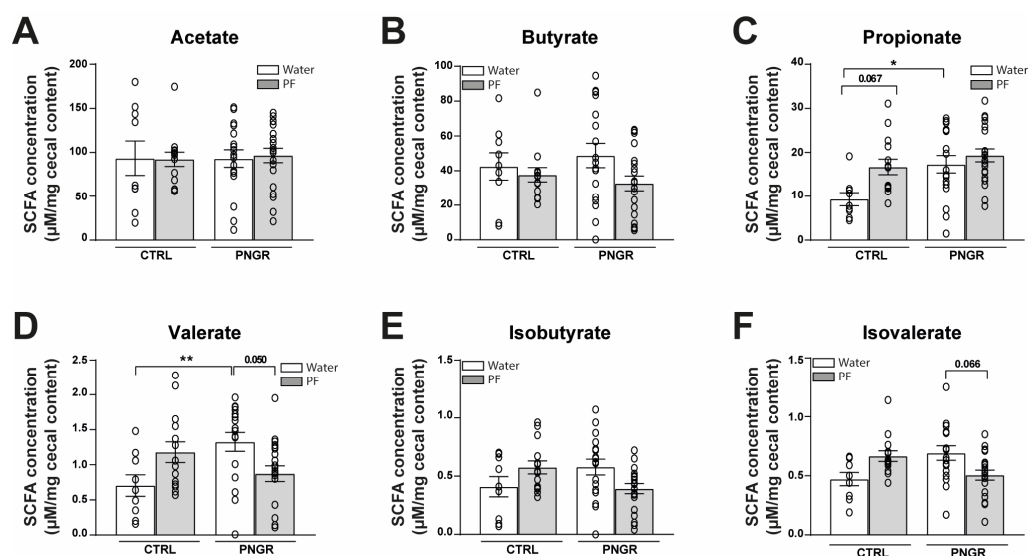 A
Acetate
SCFA concentration
(µM/mg cecal content)
200
150
100
50
0
Water
PF
CTRL
PNGR
B
Butyrate
SCFA concentration
(µM/mg cecal content)
100
80
60
40
20
0
Water
PF
CTRL
PNGR
C
Propionate
SCFA concentration
(µM/mg cecal content)
40
30
20
10
0
*
0.067
Water
PF
CTRL
PNGR
D
Valerate
SCFA concentration
(µM/mg cecal content)
2.5
2.0
1.5
1.0
0.5
0.0
**
0.050
Water
PF
CTRL
PNGR
E
Isobutyrate
SCFA concentration
(µM/mg cecal content)
1.5
1.0
0.5
0.0
Water
PF
CTRL
PNGR
F
Isovalerate
SCFA concentration
(µM/mg cecal content)
1.5
1.0
0.5
0.0
Water
PF
0.066
CTRL
PNGR